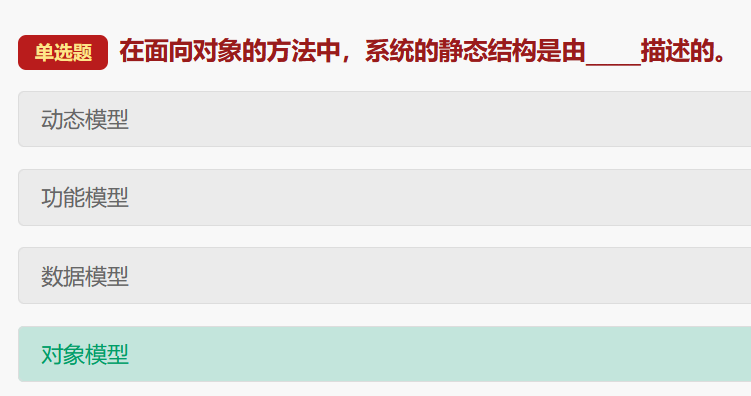 单选题 在面向对象的方法中，系统的静态结构是由_____描述的。
动态模型
功能模型
数据模型
对象模型